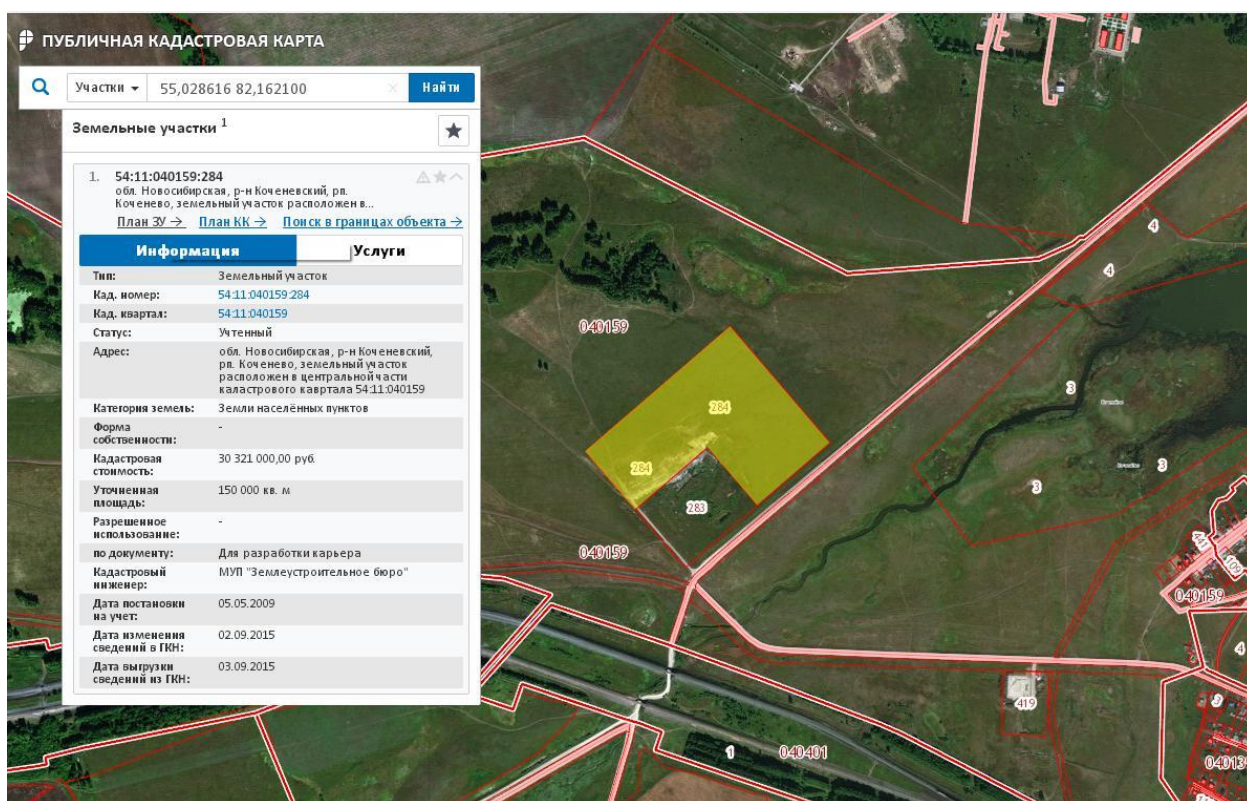 ПУБЛИЧНАЯ КАДАСТРОВАЯ КАРТА
Участки 55,028616 82,162100 × Найти
Земельные участки 1
1. 54:11:040159:284
обл. Новосибирская, р-н Коченевский, рп.
Коченево, земельный участок расположен в...
План ЗУ → План КК → Поиск в границах объекта →
Информация Услуги
Тип: Земельный участок
Кад. номер: 54:11:040159:284
Кад. квартал: 54:11:040159
Статус: Учтенный
Адрес: обл. Новосибирская, р-н Коченевский,
рп. Коченево, земельный участок
расположен в центральной части
каластрового кавртала 54:11:040159
Категория земель: Земли населённых пунктов
Форма
собственности: -
Кадастровая
стоимость: 30 321 000,00 руб.
Уточненная
площадь: 150 000 кв. м
Разрешенное
использование: -
по документу: Для разработки карьера
Кадастровый
инженер: МУП "Землеустроительное бюро"
Дата постановки
на учет: 05.05.2009
Дата изменения
сведений в ГКН: 02.09.2015
Дата выгрузки
сведений из ГКН: 03.09.2015
4
4
040159
3
284
284
3
3
283
441
109
040159
040159
4
419
3
1
040401
04013